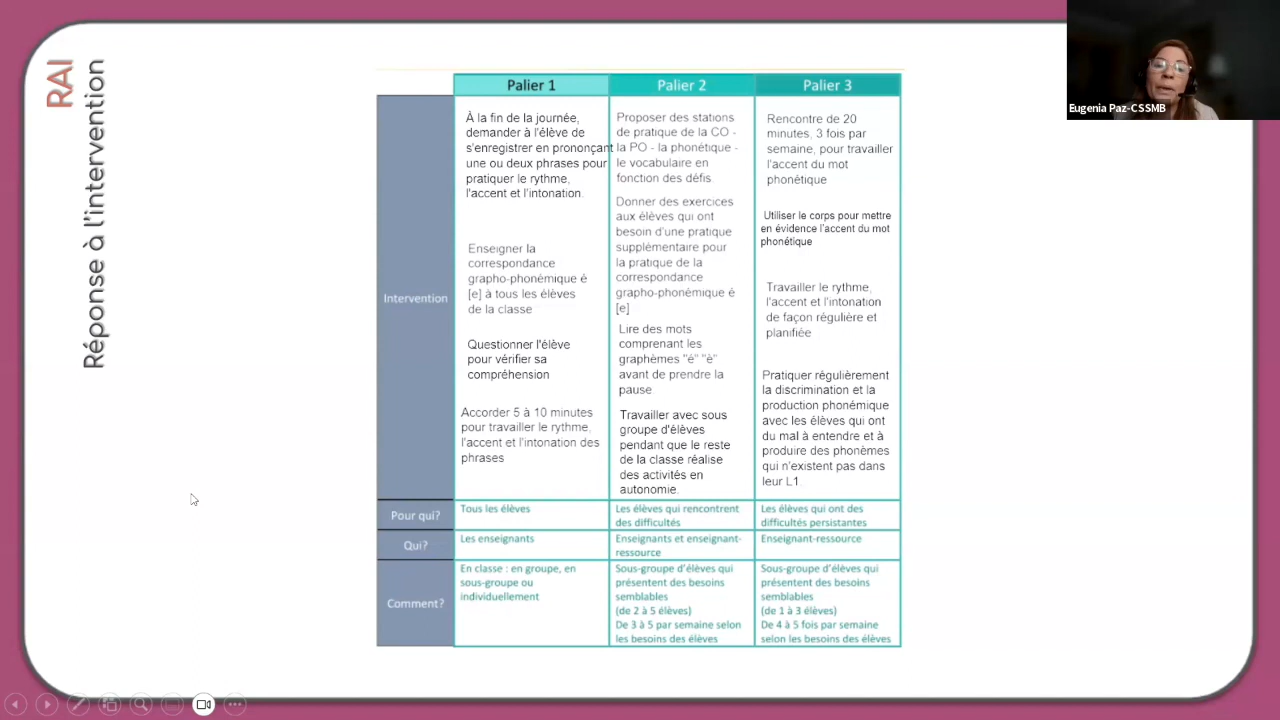 RAI
Réponse à l'intervention
Eugenia Paz-CSSMB
Palier 1
Palier 2
Palier 3
Intervention
À la fin de la journée,
demander à l'élève de
s'enregistrer en prononçant
une ou deux phrases pour
pratiquer le rythme,
l'accent et l'intonation.
Enseigner la
correspondance
grapho-phonémique é
[e] à tous les élèves
de la classe
Questionner l'élève
pour vérifier sa
compréhension
Accorder 5 à 10 minutes
pour travailler le rythme,
l'accent et l'intonation des
phrases
Proposer des stations
de pratique de la CO -
la PO - la phonétique -
le vocabulaire en
fonction des défis.
Donner des exercices
aux élèves qui ont
besoin d'une pratique
supplémentaire pour
la pratique de la
correspondance
grapho-phonémique é
[e]
Lire des mots
comprenant les
graphèmes "é" "è"
avant de prendre la
pause
Travailler avec sous
groupe d'élèves
pendant que le reste
de la classe réalise
des activités en
autonomie.
Rencontre de 20
minutes, 3 fois par
semaine, pour travailler
l'accent du mot
phonétique
Utiliser le corps pour mettre
en évidence l'accent du mot
phonétique
Travailler le rythme,
l'accent et l'intonation
de façon régulière et
planifiée
Pratiquer régulièrement
la discrimination et la
production phonémique
avec les élèves qui ont
du mal à entendre et à
produire des phonèmes
qui n'existent pas dans
leur L1.
Pour qui?
Tous les élèves
Les élèves qui rencontrent
des difficultés
Les élèves qui ont des
difficultés persistantes
Qui?
Les enseignants
Enseignants et enseignant-
ressource
Enseignant-ressource
Comment?
En classe : en groupe, en
sous-groupe ou
individuellement
Sous-groupe d'élèves qui
présentent des besoins
semblables
(de 2 à 5 élèves)
De 3 à 5 par semaine selon
les besoins des élèves
Sous-groupe d'élèves qui
présentent des besoins
semblables
(de 1 à 3 élèves)
De 4 à 5 fois par semaine
selon les besoins des élèves